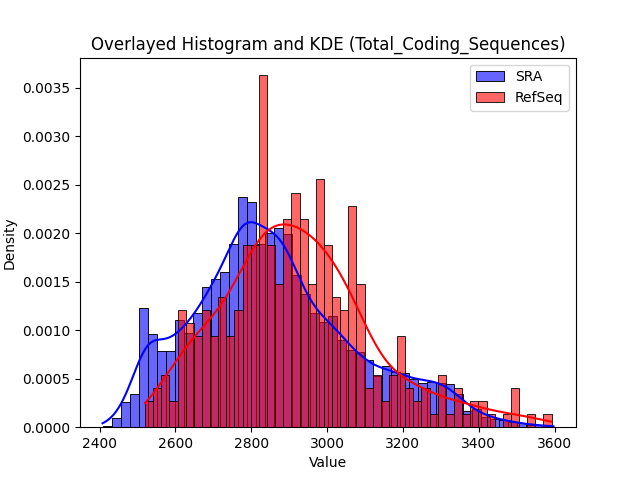 Overlayed Histogram and KDE (Total_Coding_Sequences)
SRA
RefSeq
0.0035
0.0030
0.0025
0.0020
0.0015
0.0010
0.0005
0.0000
Density
2400 2600 2800 3000 3200 3400 3600
Value